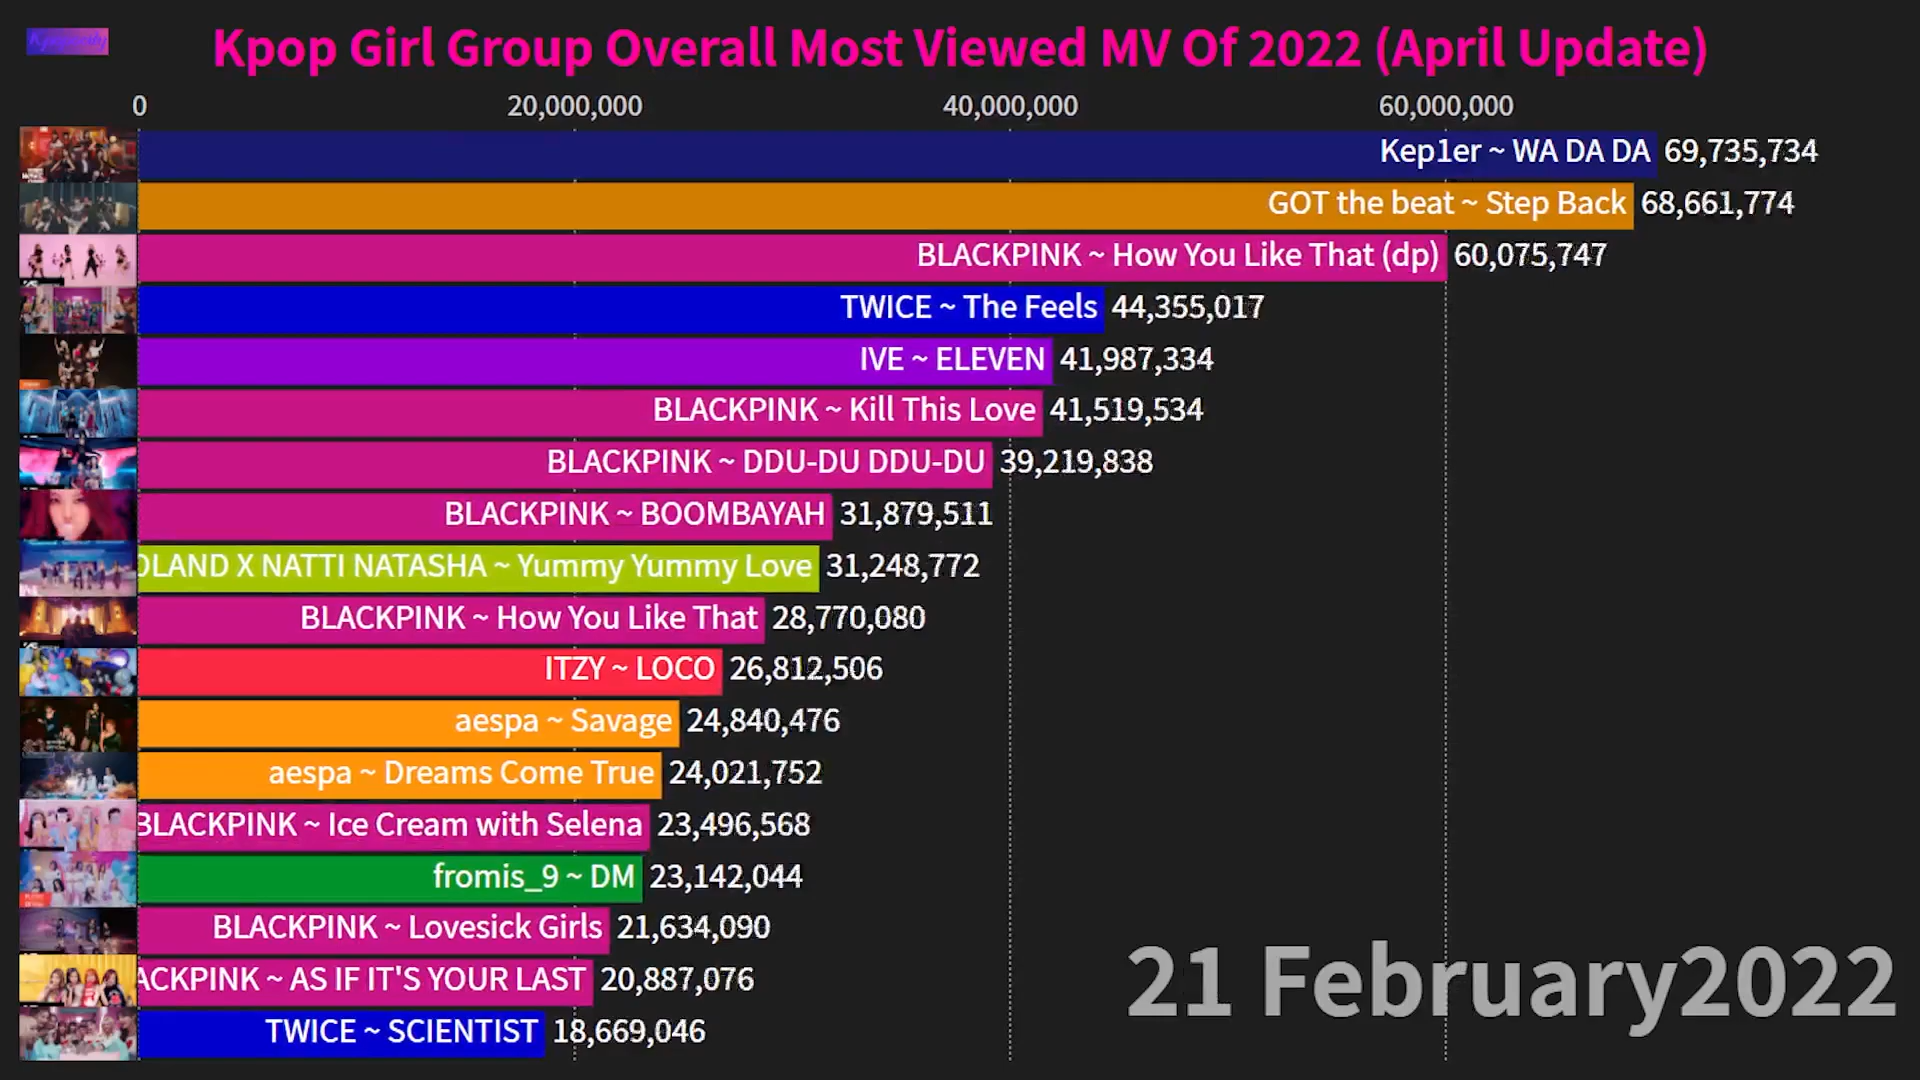 Kpop Girl Group Overall Most Viewed MV Of 2022 (April Update)
0 20,000,000 40,000,000 60,000,000
Kep1er ~ WA DA DA 69,735,734
GOT the beat ~ Step Back 68,661,774
BLACKPINK ~ How You Like That (dp) 60,075,747
TWICE ~ The Feels 44,355,017
IVE ~ ELEVEN 41,987,334
BLACKPINK ~ Kill This Love 41,519,534
BLACKPINK ~ DDU-DU DDU-DU 39,219,838
BLACKPINK ~ BOOMBAYAH 31,879,511
OLAND X NATTI NATASHA ~ Yummy Yummy Love 31,248,772
BLACKPINK ~ How You Like That 28,770,080
ITZY ~ LOCO 26,812,506
aespa ~ Savage 24,840,476
aespa ~ Dreams Come True 24,021,752
BLACKPINK ~ Ice Cream with Selena 23,496,568
fromis_9 ~ DM 23,142,044
BLACKPINK ~ Lovesick Girls 21,634,090
ACKPINK ~ AS IF IT'S YOUR LAST 20,887,076
TWICE ~ SCIENTIST 18,669,046
21 February2022